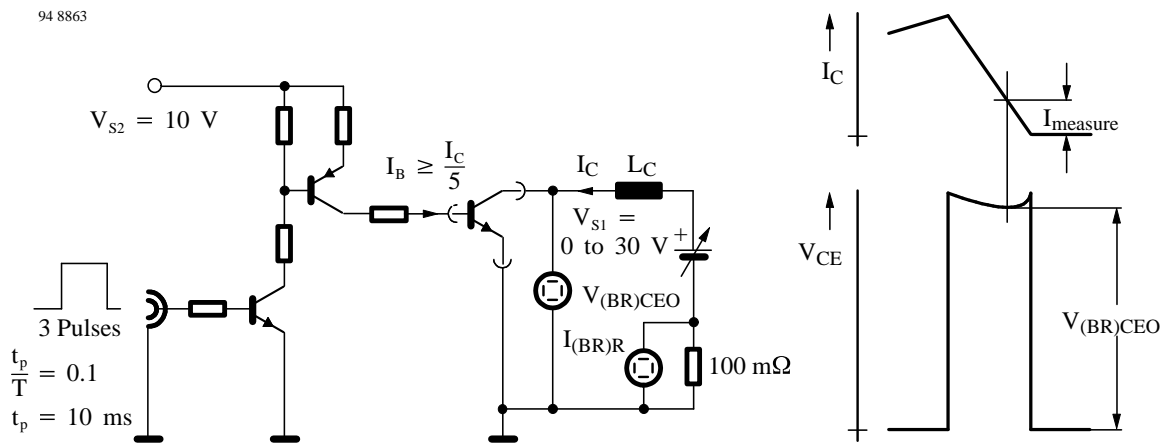 94 8863
V_S2 = 10 V
I_B ≥ I_C/5
I_C
L_C
V_S1 =
0 to 30 V
+
V_(BR)CEO
I_(BR)R
100 mΩ
3 Pulses
t_p/T = 0.1
t_p = 10 ms
I_C
I_measure
V_CE
V_(BR)CEO